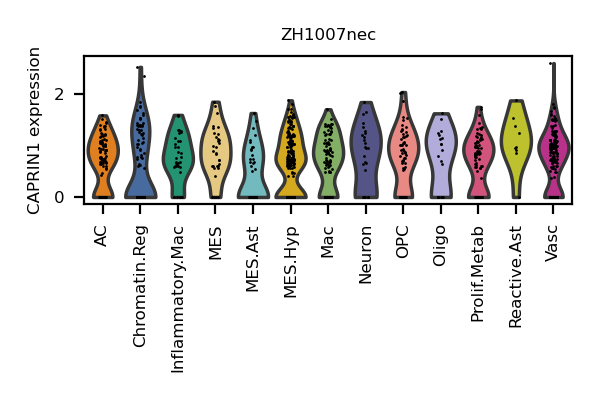 ZH1007nec
CAPRIN1 expression
2
0
AC
Chromatin.Reg
Inflammatory.Mac
MES
MES.Ast
MES.Hyp
Mac
Neuron
OPC
Oligo
Prolif.Metab
Reactive.Ast
Vasc